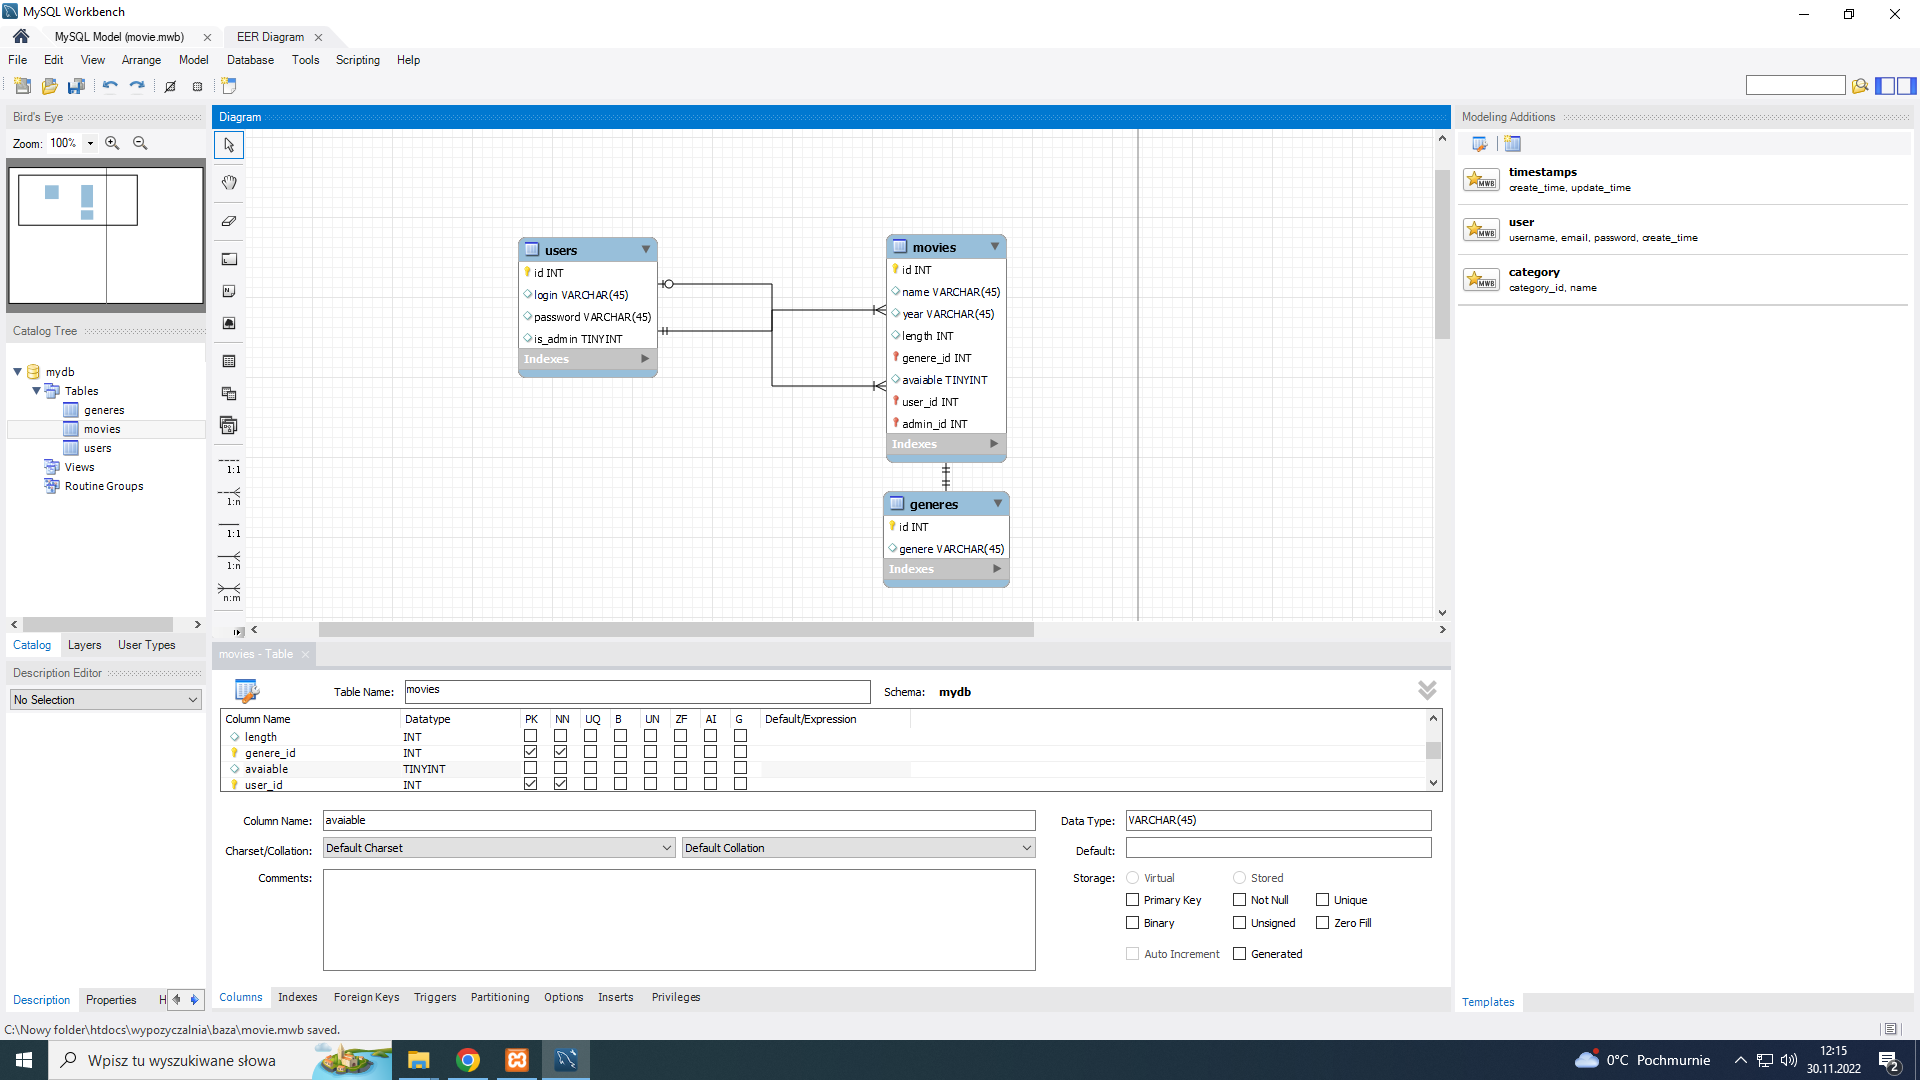 MySQL Workbench
MySQL Model (movie.mwb)
EER Diagram
File Edit View Arrange Model Database Tools Scripting Help
Bird's Eye
Zoom: 100%
Catalog Tree
mydb
Tables
generes
movies
users
Views
Routine Groups
Catalog Layers User Types
Description Editor
No Selection
Description Properties H
Diagram
1:1
1:n
1:1
1:n
n:m
users
id INT
login VARCHAR(45)
password VARCHAR(45)
is_admin TINYINT
Indexes
movies
id INT
name VARCHAR(45)
year VARCHAR(45)
length INT
genere_id INT
avaiable TINYINT
user_id INT
admin_id INT
Indexes
generes
id INT
genere VARCHAR(45)
Indexes
Modeling Additions
MWB
timestamps
create_time, update_time
MWB
user
username, email, password, create_time
MWB
category
category_id, name
Templates
movies - Table
Table Name: movies
Schema: mydb
Column Name Datatype PK NN UQ B UN ZF AI G Default/Expression
length INT
genere_id INT
avaiable TINYINT
user_id INT
Column Name: avaiable
Data Type: VARCHAR(45)
Charset/Collation: Default Charset Default Collation
Default:
Comments:
Storage: Virtual Stored
Primary Key Not Null Unique
Binary Unsigned Zero Fill
Auto Increment Generated
Columns Indexes Foreign Keys Triggers Partitioning Options Inserts Privileges
C:\Nowy folder\htdocs\wypozyczalnia\baza\movie.mwb saved.
Wpisz tu wyszukiwane słowa
0°C Pochmurnie
12:15
30.11.2022
2